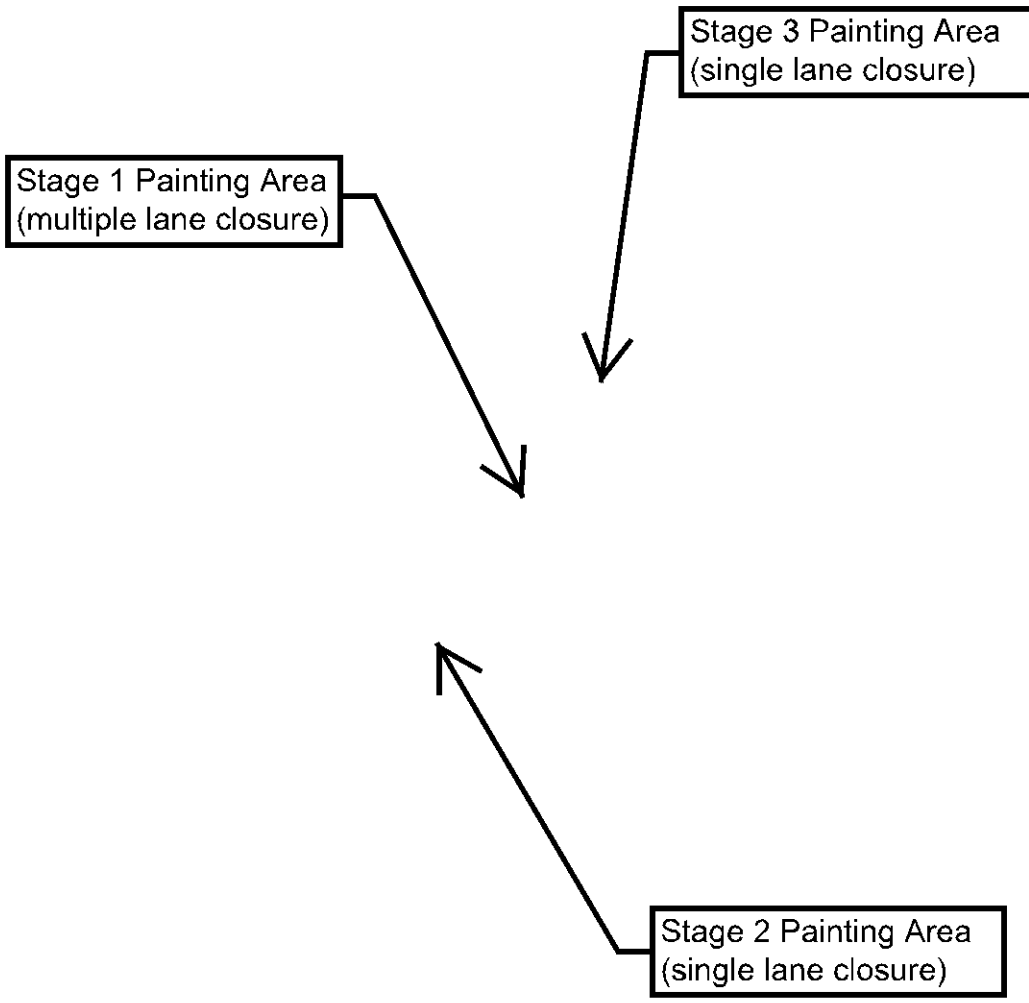 Stage 3 Painting Area
(single lane closure)
Stage 1 Painting Area
(multiple lane closure)
Stage 2 Painting Area
(single lane closure)